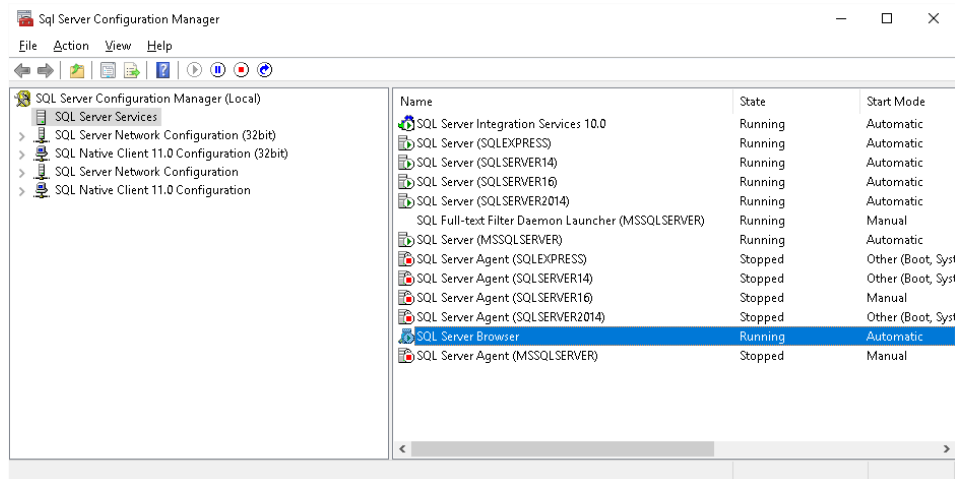 Sql Server Configuration Manager
File Action View Help
SQL Server Configuration Manager (Local)
SQL Server Services
SQL Server Network Configuration (32bit)
SQL Native Client 11.0 Configuration (32bit)
SQL Server Network Configuration
SQL Native Client 11.0 Configuration
Name State Start Mode
SQL Server Integration Services 10.0 Running Automatic
SQL Server (SQLEXPRESS) Running Automatic
SQL Server (SQLSERVER14) Running Automatic
SQL Server (SQLSERVER16) Running Automatic
SQL Server (SQLSERVER2014) Running Automatic
SQL Full-text Filter Daemon Launcher (MSSQLSERVER) Running Manual
SQL Server (MSSQLSERVER) Running Automatic
SQL Server Agent (SQLEXPRESS) Stopped Other (Boot, Syst
SQL Server Agent (SQLSERVER14) Stopped Other (Boot, Syst
SQL Server Agent (SQLSERVER16) Stopped Manual
SQL Server Agent (SQLSERVER2014) Stopped Other (Boot, Syst
SQL Server Browser Running Automatic
SQL Server Agent (MSSQLSERVER) Stopped Manual